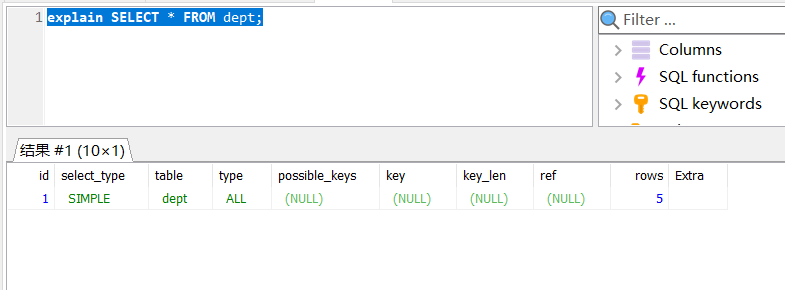 1 explain SELECT * FROM dept;
Filter ...
Columns
SQL functions
SQL keywords
结果 #1 (10×1)
id select_type table type possible_keys key key_len ref rows Extra
1 SIMPLE dept ALL (NULL) (NULL) (NULL) (NULL) 5